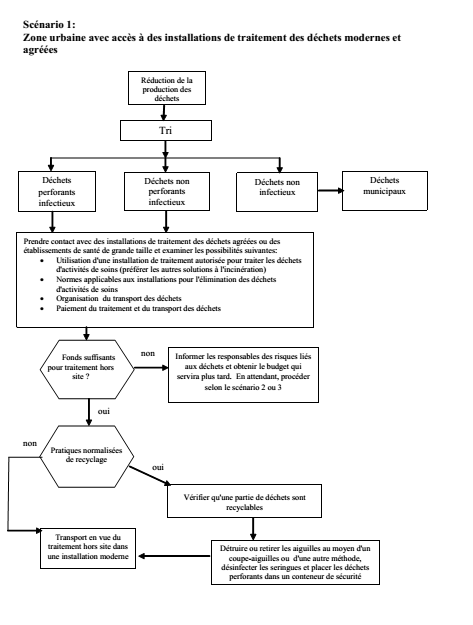 Scénario 1:
Zone urbaine avec accès à des installations de traitement des déchets modernes et
agréées
Réduction de la
production des
déchets
Tri
Déchets
perforants
infectieux
Déchets non
perforants
infectieux
Déchets non
infectieux
Déchets
municipaux
Prendre contact avec des installations de traitement des déchets agréées ou des
établissements de santé de grande taille et examiner les possibilités suivantes:
• Utilisation d'une installation de traitement autorisée pour traiter les déchets
d'activités de soins (préférer les autres solutions à l'incinération)
• Normes applicables aux installations pour l'élimination des déchets
d'activités de soins
• Organisation du transport des déchets
• Paiement du traitement et du transport des déchets
Fonds suffisants
pour traitement hors
site ?
non
Informer les responsables des risques liés
aux déchets et obtenir le budget qui
servira plus tard. En attendant, procéder
selon le scénario 2 ou 3
oui
non
Pratiques normalisées
de recyclage
oui
Vérifier qu'une partie de déchets sont
recyclables
Transport en vue du
traitement hors site dans
une installation moderne
Détruire ou retirer les aiguilles au moyen d'un
coupe-aiguilles ou d'une autre méthode,
désinfecter les seringues et placer les déchets
perforants dans un conteneur de sécurité